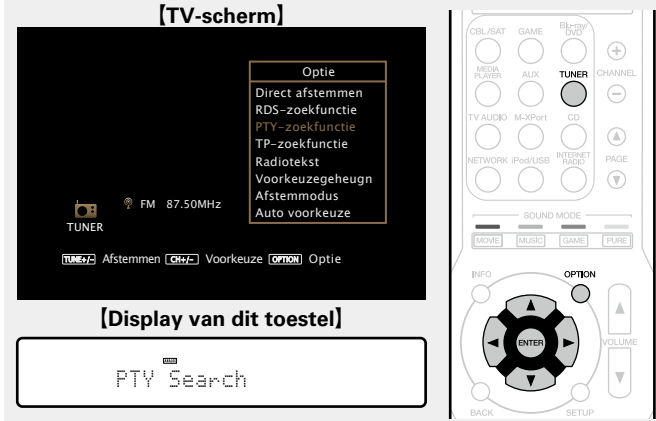 【TV-scherm】
Optie
Direct afstemmen
RDS-zoekfunctie
PTY-zoekfunctie
TP-zoekfunctie
Radiotekst
Voorkeuzegeheugn
Afstemmodus
Auto voorkeuze
FM 87.50MHz
TUNER
TUNE+/- Afstemmen CH+/- Voorkeuze OPTION Optie
【Display van dit toestel】
PTY Search
CBL/SAT GAME Blu-ray/DVD
MEDIA PLAYER AUX TUNER CHANNEL
TV AUDIO M-XPort CD
NETWORK iPod/USB INTERNET RADIO PAGE
SOUND MODE
MOVIE MUSIC GAME PURE
INFO OPTION
ENTER VOLUME
BACK SETUP